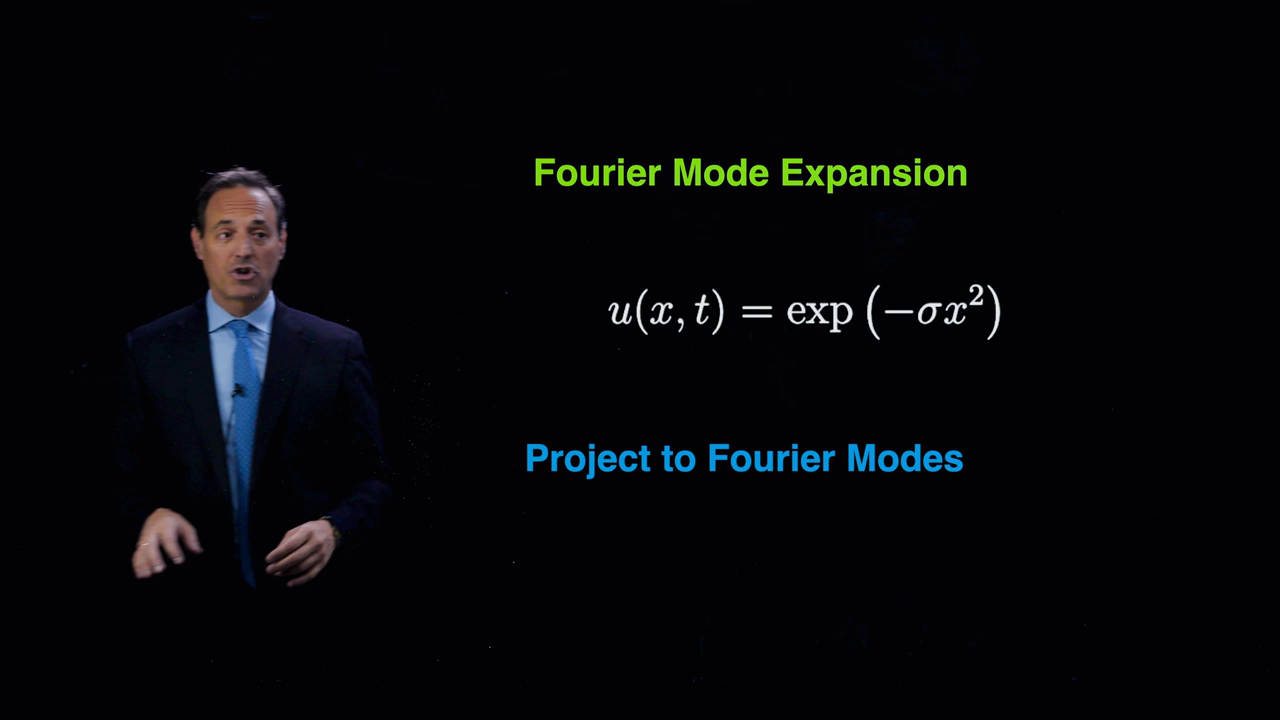 Fourier Mode Expansion
u(x, t) = exp (−σx²)
Project to Fourier Modes